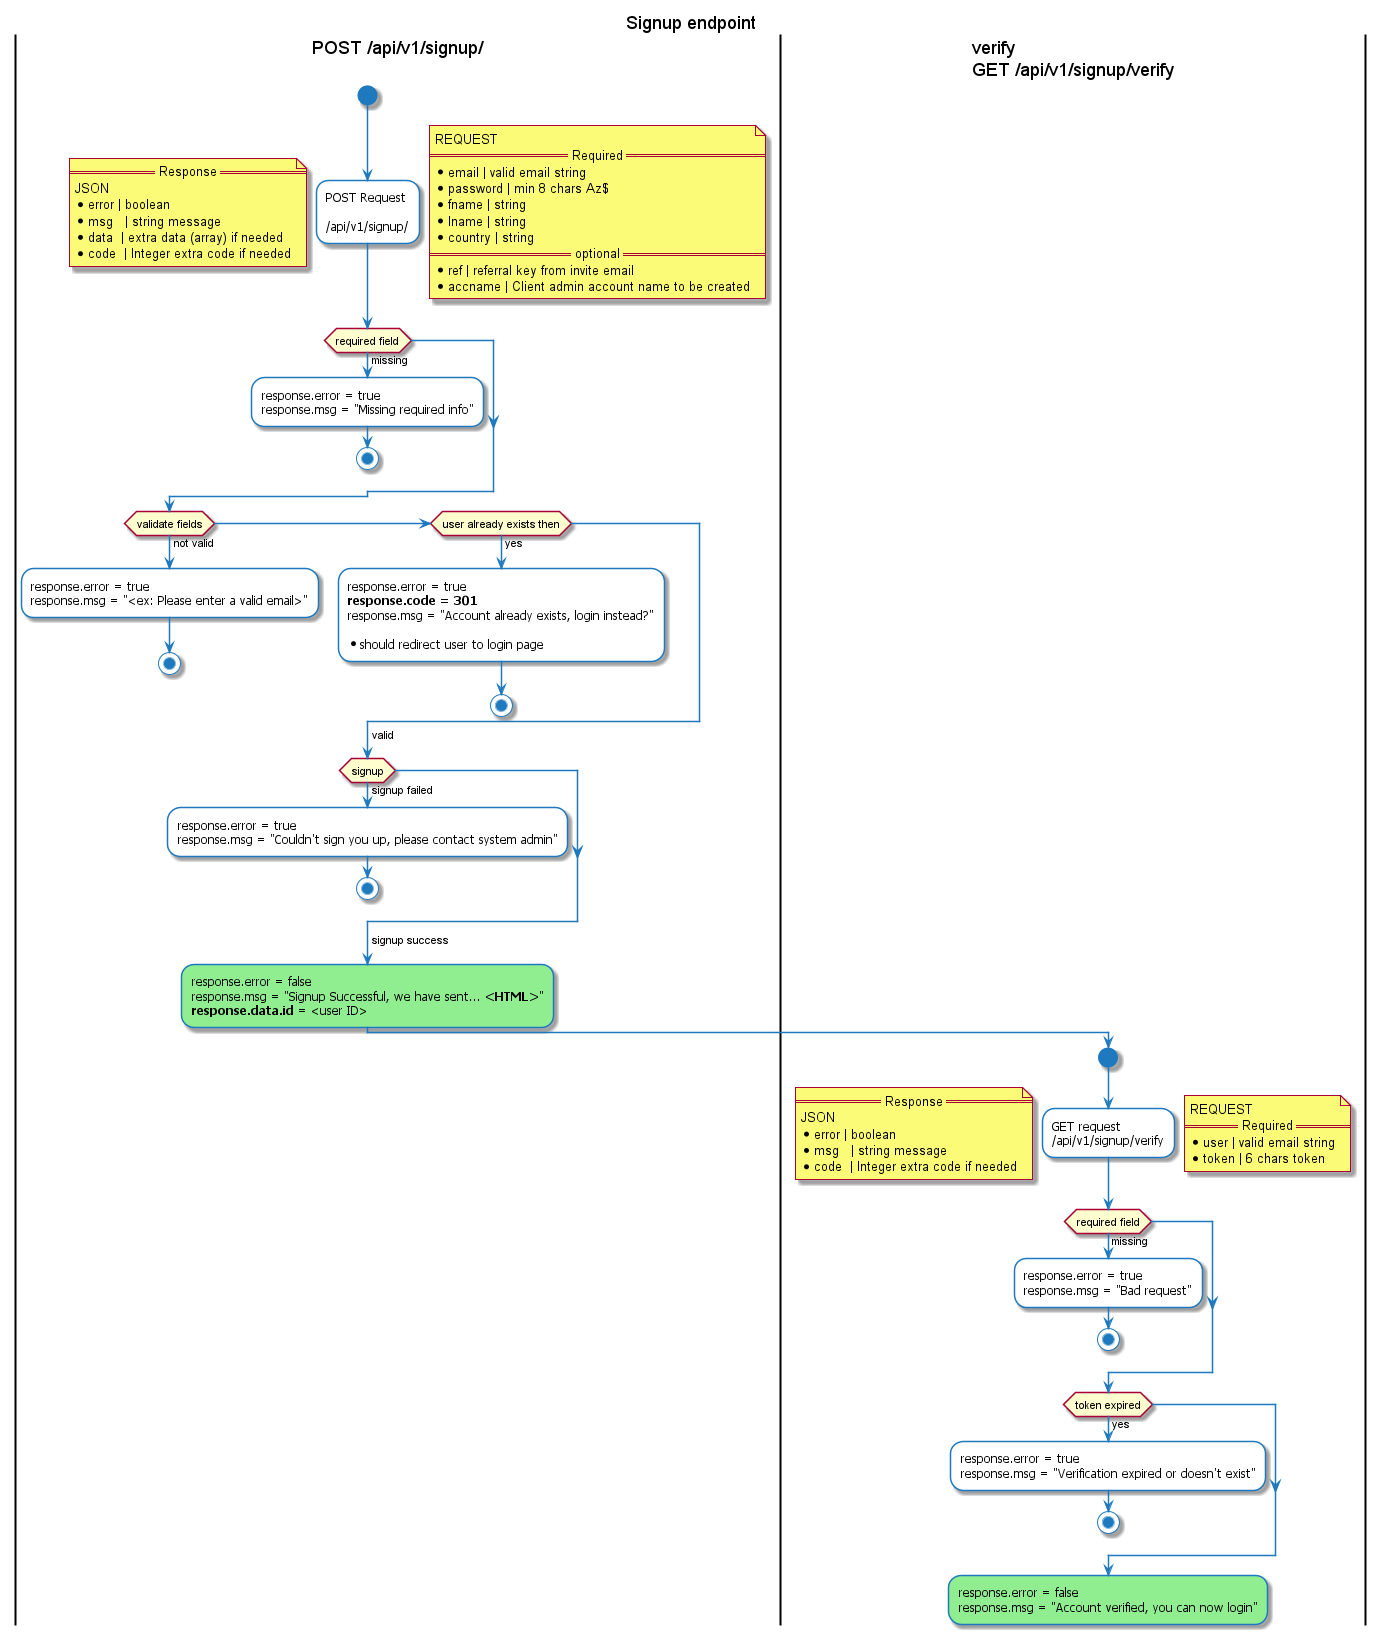 Signup endpoint
POST /api/v1/signup/
verify
GET /api/v1/signup/verify
Response
JSON
• error | boolean
• msg   | string message
• data  | extra data (array) if needed
• code  | Integer extra code if needed
POST Request
/api/v1/signup/
REQUEST
Required
• email | valid email string
• password | min 8 chars Az$
• fname | string
• lname | string
• country | string
optional
• ref | referral key from invite email
• accname | Client admin account name to be created
required field
missing
response.error = true
response.msg = "Missing required info"
validate fields
not valid
response.error = true
response.msg = "<ex: Please enter a valid email>"
user already exists then
yes
response.error = true
response.code = 301
response.msg = "Account already exists, login instead?"
• should redirect user to login page
valid
signup
signup failed
response.error = true
response.msg = "Couldn't sign you up, please contact system admin"
signup success
response.error = false
response.msg = "Signup Successful, we have sent... <HTML>"
response.data.id = <user ID>
Response
JSON
• error | boolean
• msg   | string message
• code  | Integer extra code if needed
GET request
/api/v1/signup/verify
REQUEST
Required
• user | valid email string
• token | 6 chars token
required field
missing
response.error = true
response.msg = "Bad request"
token expired
yes
response.error = true
response.msg = "Verification expired or doesn't exist"
response.error = false
response.msg = "Account verified, you can now login"